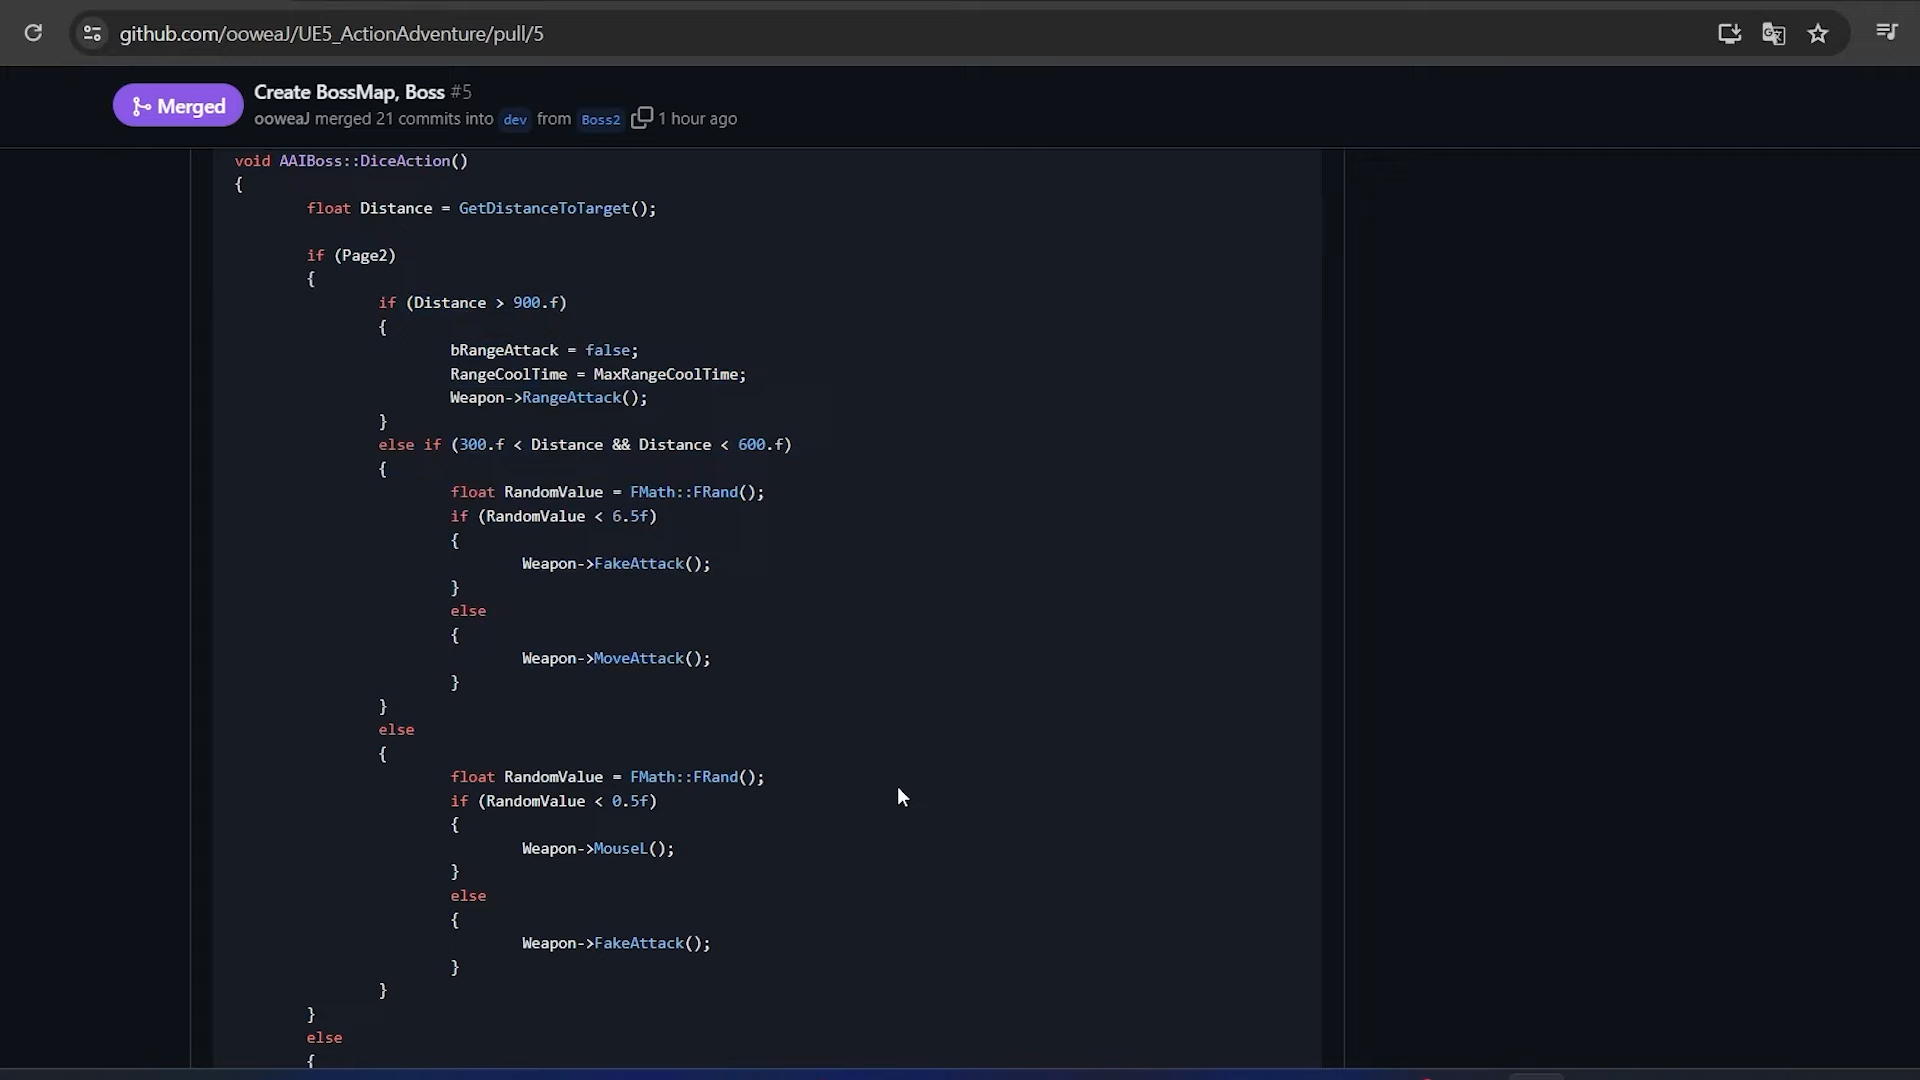 github.com/ooweaJ/UE5_ActionAdventure/pull/5
Merged
Create BossMap, Boss #5
ooweaJ merged 21 commits into dev from Boss2 1 hour ago
void AAIBoss::DiceAction()
{
float Distance = GetDistanceToTarget();
if (Page2)
{
if (Distance > 900.f)
{
bRangeAttack = false;
RangeCoolTime = MaxRangeCoolTime;
Weapon->RangeAttack();
}
else if (300.f < Distance && Distance < 600.f)
{
float RandomValue = FMath::FRand();
if (RandomValue < 6.5f)
{
Weapon->FakeAttack();
}
else
{
Weapon->MoveAttack();
}
}
else
{
float RandomValue = FMath::FRand();
if (RandomValue < 0.5f)
{
Weapon->MouseL();
}
else
{
Weapon->FakeAttack();
}
}
}
else
{